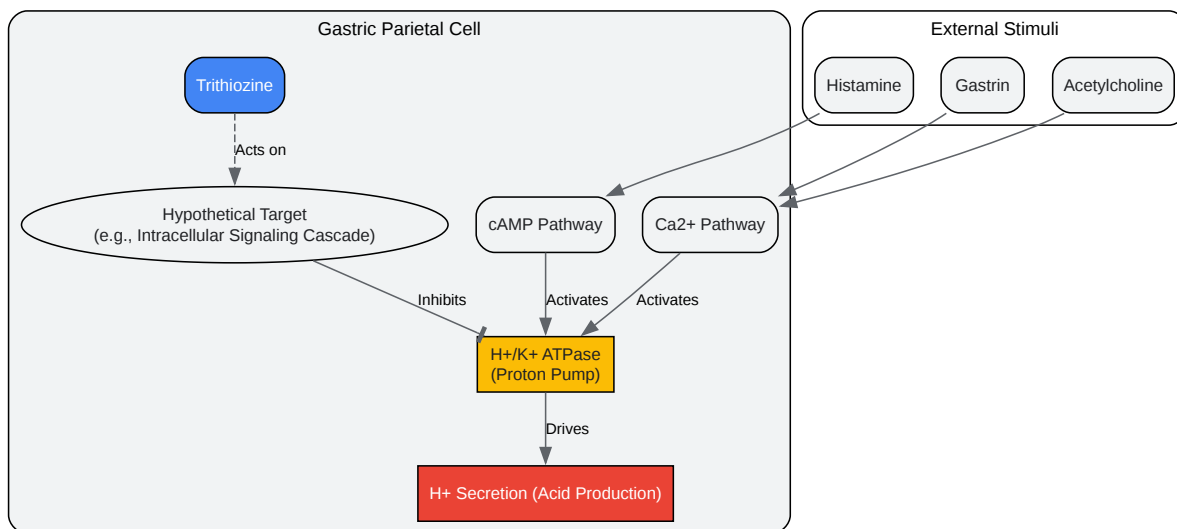 Gastric Parietal Cell
External Stimuli
Trithiozine
Histamine
Gastrin
Acetylcholine
Acts on
Hypothetical Target
(e.g., Intracellular Signaling Cascade)
cAMP Pathway
Ca2+ Pathway
Inhibits
Activates
Activates
H+/K+ ATPase
(Proton Pump)
Drives
H+ Secretion (Acid Production)